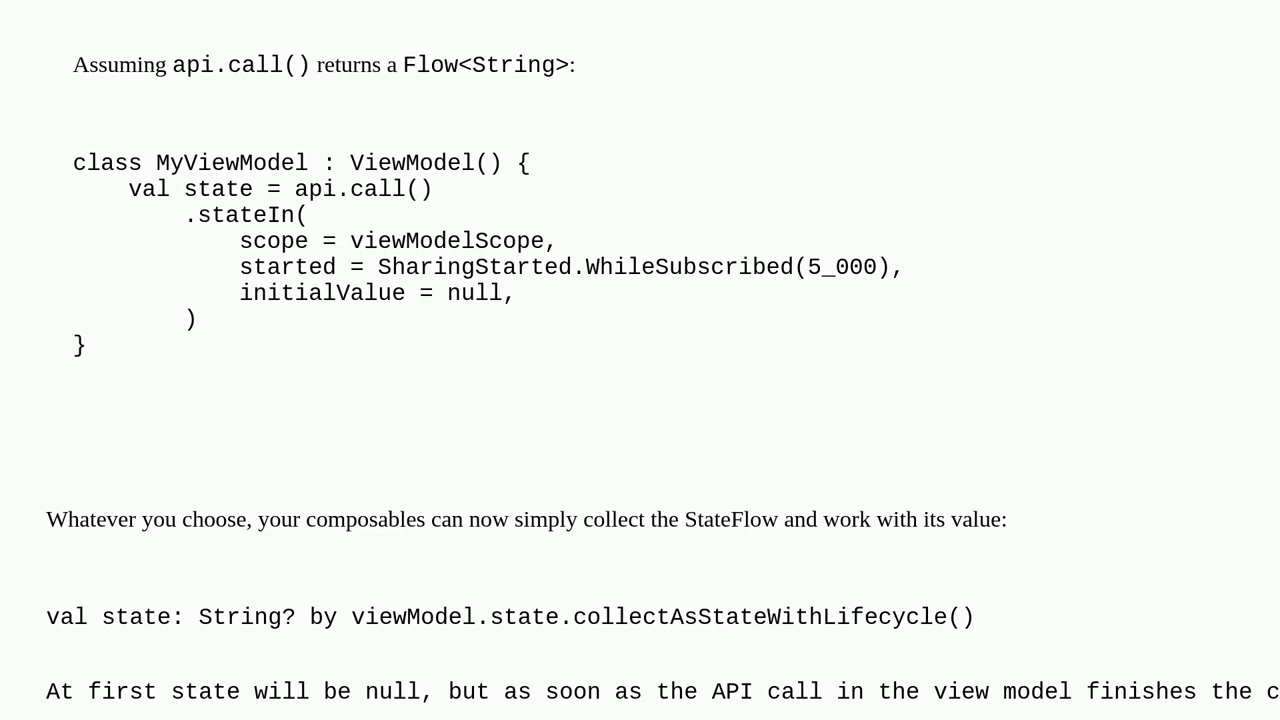 Assuming api.call() returns a Flow<String>:
class MyViewModel : ViewModel() {
    val state = api.call()
        .stateIn(
            scope = viewModelScope,
            started = SharingStarted.WhileSubscribed(5_000),
            initialValue = null,
        )
}
Whatever you choose, your composables can now simply collect the StateFlow and work with its value:
val state: String? by viewModel.state.collectAsStateWithLifecycle()
At first state will be null, but as soon as the API call in the view model finishes the